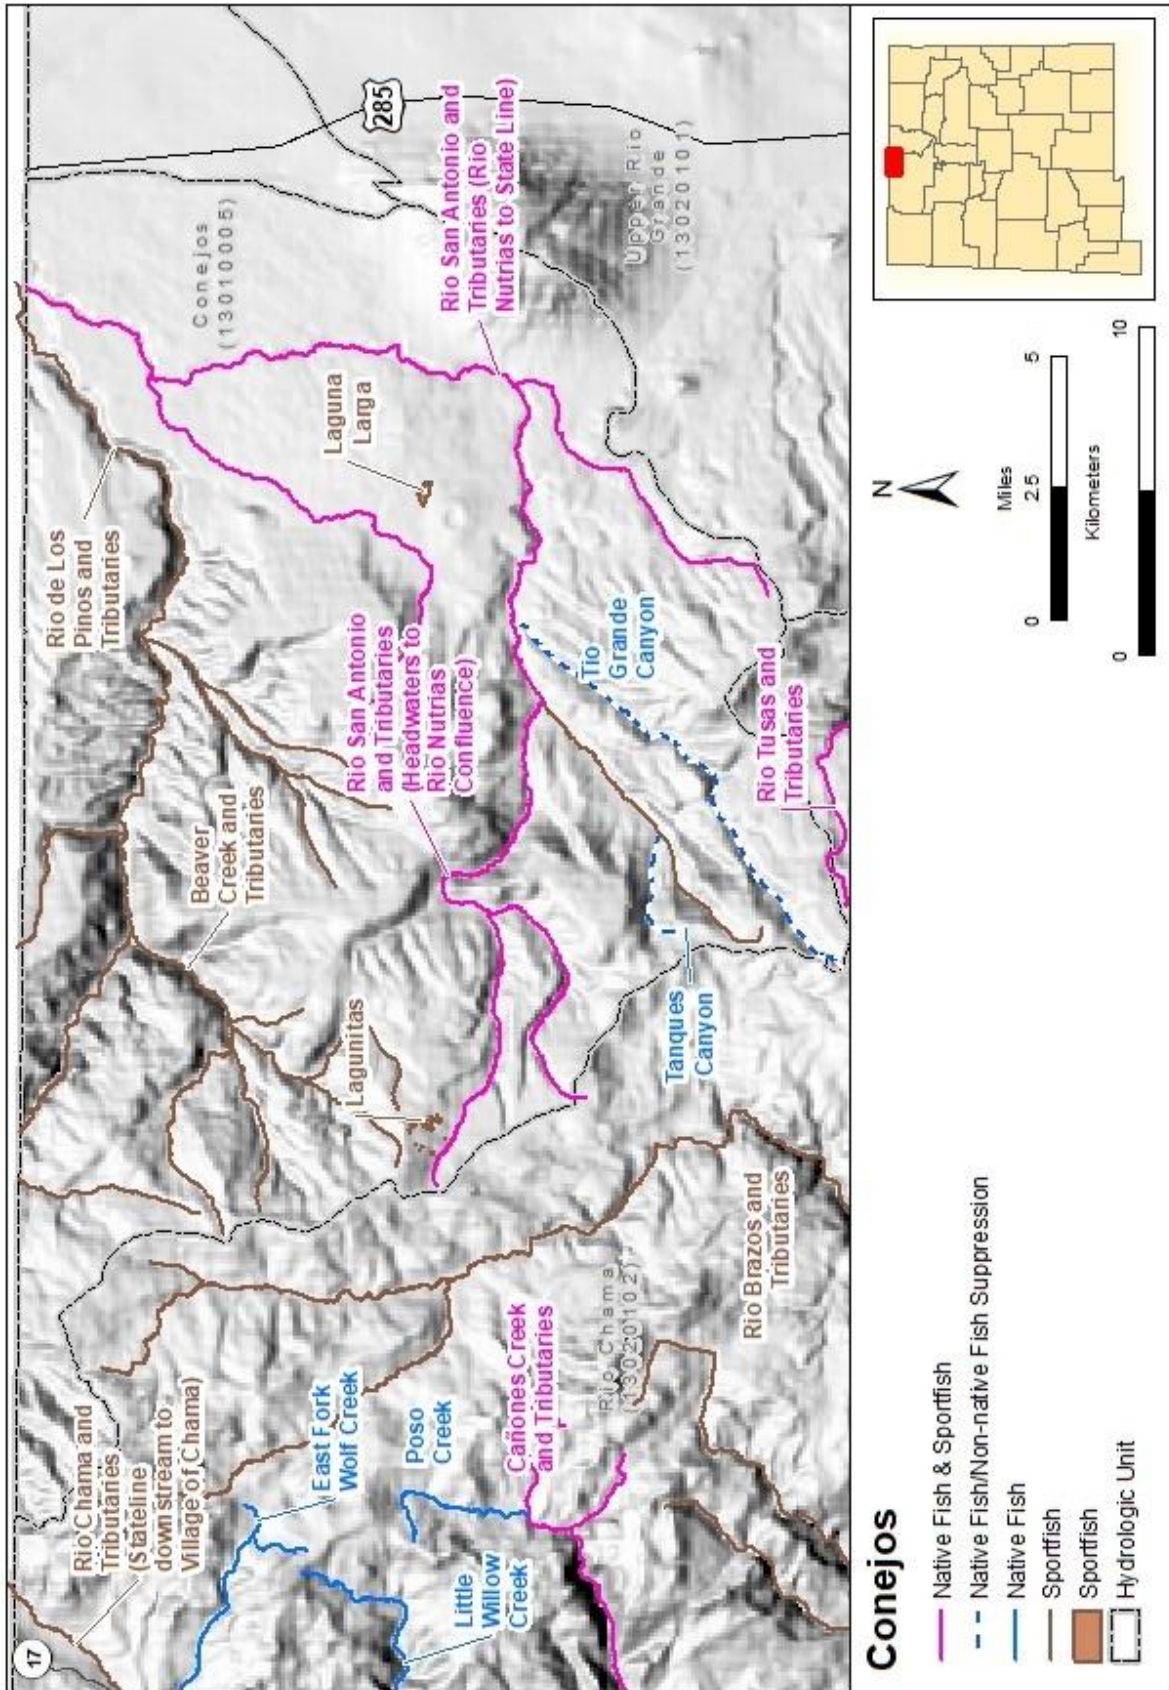 17
Rio Chama and
Tributaries
(Stateline
downstream to
Village of Chama)
East Fork
Wolf Creek
Little
Willow
Creek
Poso
Creek
Cañones Creek
and Tributaries
Rio Chama
(13020102)
Rio Brazos and
Tributaries
Lagunitas
Beaver
Creek and
Tributaries
Tanques
Canyon
Rio San Antonio
and Tributaries
(Headwaters to
Rio Nutrias
Confluence)
Rio de Los
Pinos and
Tributaries
Tio
Grande
Canyon
Rio Tusas and
Tributaries
Laguna
Larga
Conejos
(13010005)
285
Rio San Antonio and
Tributaries (Rio
Nutrias to State Line)
Upper Rio
Grande
(13020101)
Conejos
Native Fish & Sportfish
Native Fish/Non-native Fish Suppression
Native Fish
Sportfish
Sportfish
Hydrologic Unit
N
Miles
0 2.5 5
Kilometers
0 10